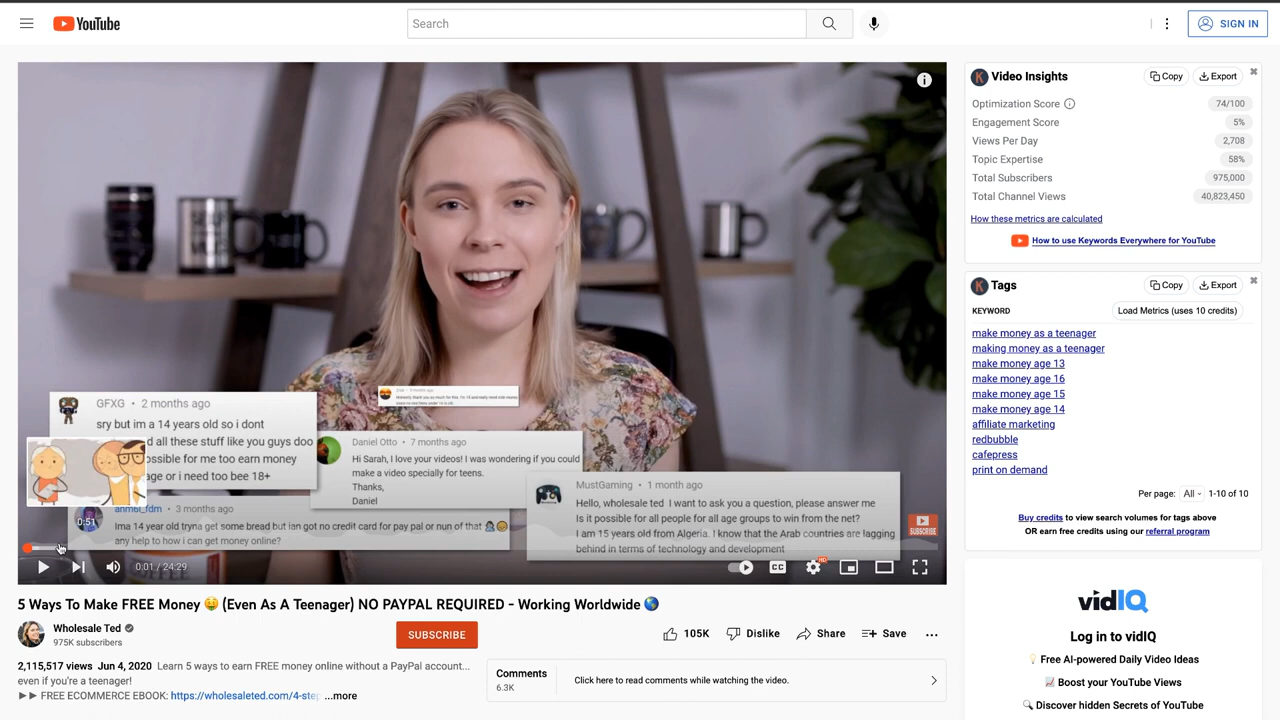 YouTube
Search
SIGN IN
GFXG • 2 months ago
sry but im a 14 years old so i dont
d all these stuff like you guys doo
ossible for me too earn money
age or i need too bee 18+
Daniel Otto • 7 months ago
Hi Sarah, I love your videos! I was wondering if you could
make a video specially for teens.
Thanks,
Daniel
MustGaming • 1 month ago
Hello, wholesale ted I want to ask you a question, please answer me
Is it possible for all people for all age groups to win from the net?
I am 15 years old from Algeria. I know that the Arab countries are lagging
behind in terms of technology and development
3 months ago
Ima 14 year old tryna get some bread but ian got no credit card for pay pal or nun of that
any help to how i can get money online?
0:51
SUBSCRIBE
0:01 / 24:29
CC
HD
5 Ways To Make FREE Money 🤑 (Even As A Teenager) NO PAYPAL REQUIRED - Working Worldwide 🌎
Wholesale Ted
975K subscribers
SUBSCRIBE
105K
Dislike
Share
Save
2,115,517 views Jun 4, 2020 Learn 5 ways to earn FREE money online without a PayPal account...
even if you're a teenager!
►► FREE ECOMMERCE EBOOK: https://wholesaleted.com/4-step ...more
Comments
6.3K
Click here to read comments while watching the video.
K Video Insights
Copy
Export
Optimization Score 74/100
Engagement Score 5%
Views Per Day 2,708
Topic Expertise 58%
Total Subscribers 975,000
Total Channel Views 40,823,450
How these metrics are calculated
How to use Keywords Everywhere for YouTube
K Tags
Copy
Export
KEYWORD
Load Metrics (uses 10 credits)
make money as a teenager
making money as a teenager
make money age 13
make money age 16
make money age 15
make money age 14
affiliate marketing
redbubble
cafepress
print on demand
Per page: All 1-10 of 10
Buy credits to view search volumes for tags above
OR earn free credits using our referral program
vidIQ
Log in to vidIQ
💡 Free AI-powered Daily Video Ideas
📈 Boost your YouTube Views
🔍 Discover hidden Secrets of YouTube